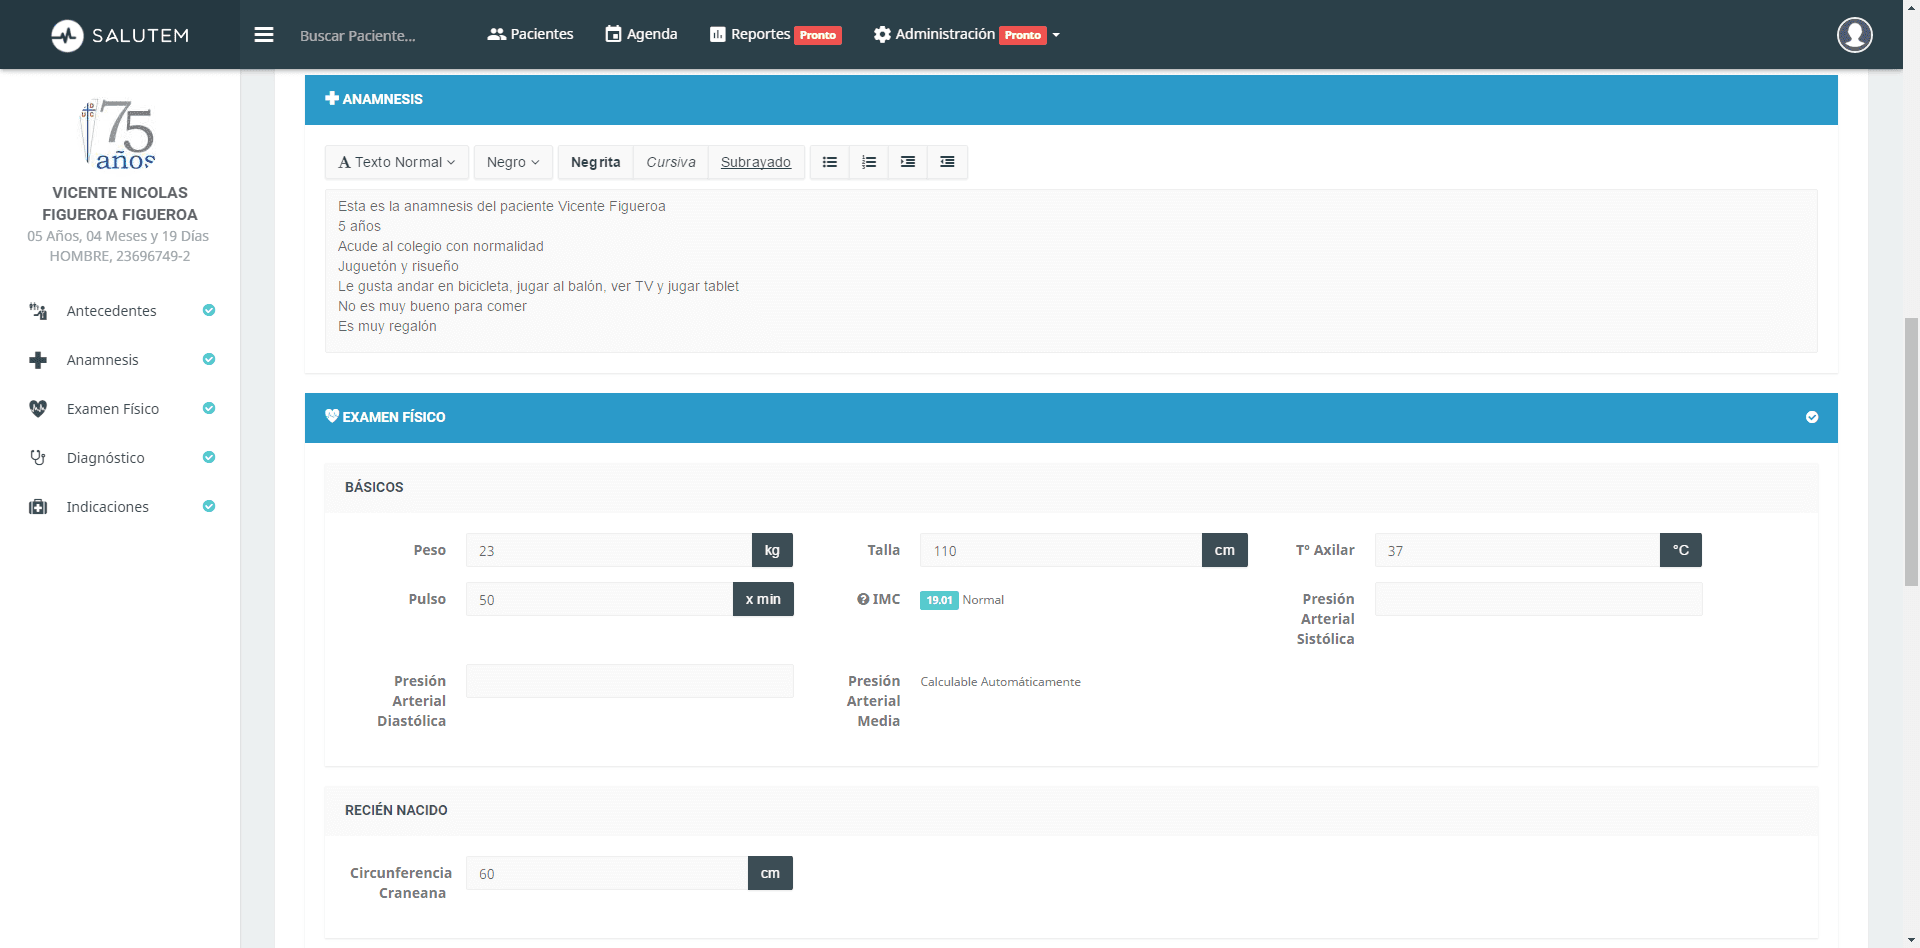 SALUTEM
Buscar Paciente...
Pacientes
Agenda
Reportes Pronto
Administración Pronto
75
años
D
U C
VICENTE NICOLAS
FIGUEROA FIGUEROA
05 Años, 04 Meses y 19 Días
HOMBRE, 23696749-2
Antecedentes
Anamnesis
Examen Físico
Diagnóstico
Indicaciones
ANAMNESIS
A Texto Normal
Negro
Negrita
Cursiva
Subrayado
Esta es la anamnesis del paciente Vicente Figueroa
5 años
Acude al colegio con normalidad
Juguetón y risueño
Le gusta andar en bicicleta, jugar al balón, ver TV y jugar tablet
No es muy bueno para comer
Es muy regalón
EXAMEN FÍSICO
BÁSICOS
Peso 23 kg
Talla 110 cm
Tº Axilar 37 °C
Pulso 50 x min
IMC 19.01 Normal
Presión
Arterial
Sistólica
Presión
Arterial
Diastólica
Presión
Arterial
Media
Calculable Automáticamente
RECIÉN NACIDO
Circunferencia
Craneana
60 cm